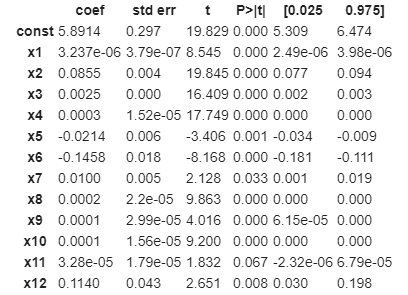 coef std err t P>|t| [0.025 0.975]
const 5.8914 0.297 19.829 0.000 5.309 6.474
x1 3.237e-06 3.79e-07 8.545 0.000 2.49e-06 3.98e-06
x2 0.0855 0.004 19.845 0.000 0.077 0.094
x3 0.0025 0.000 16.409 0.000 0.002 0.003
x4 0.0003 1.52e-05 17.749 0.000 0.000 0.000
x5 -0.0214 0.006 -3.406 0.001 -0.034 -0.009
x6 -0.1458 0.018 -8.168 0.000 -0.181 -0.111
x7 0.0100 0.005 2.128 0.033 0.001 0.019
x8 0.0002 2.2e-05 9.863 0.000 0.000 0.000
x9 0.0001 2.99e-05 4.016 0.000 6.15e-05 0.000
x10 0.0001 1.56e-05 9.200 0.000 0.000 0.000
x11 3.28e-05 1.79e-05 1.832 0.067 -2.32e-06 6.79e-05
x12 0.1140 0.043 2.651 0.008 0.030 0.198